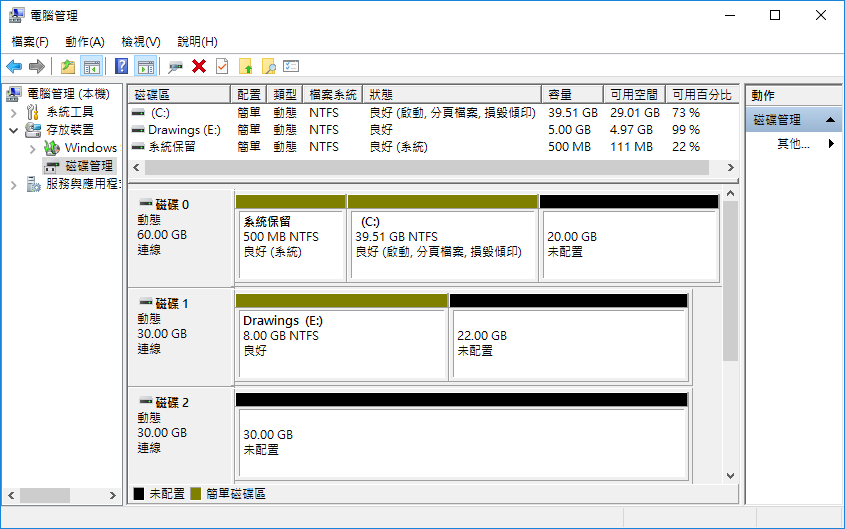 電腦管理
檔案(F) 動作(A) 檢視(V) 說明(H)
電腦管理 (本機)
系統工具
存放裝置
Windows
磁碟管理
服務與應用程式
磁碟區 配置 類型 檔案系統 狀態 容量 可用空間 可用百分比
(C:) 簡單 動態 NTFS 良好 (啟動, 分頁檔案, 損毀傾印) 39.51 GB 29.01 GB 73 %
Drawings (E:) 簡單 動態 NTFS 良好 5.00 GB 4.97 GB 99 %
系統保留 簡單 動態 NTFS 良好 (系統) 500 MB 111 MB 22 %
磁碟 0
動態
60.00 GB
連線
系統保留
500 MB NTFS
良好 (系統)
(C:)
39.51 GB NTFS
良好 (啟動, 分頁檔案, 損毀傾印)
20.00 GB
未配置
磁碟 1
動態
30.00 GB
連線
Drawings (E:)
8.00 GB NTFS
良好
22.00 GB
未配置
磁碟 2
動態
30.00 GB
連線
30.00 GB
未配置
未配置 簡單磁碟區
動作
磁碟管理
其他...